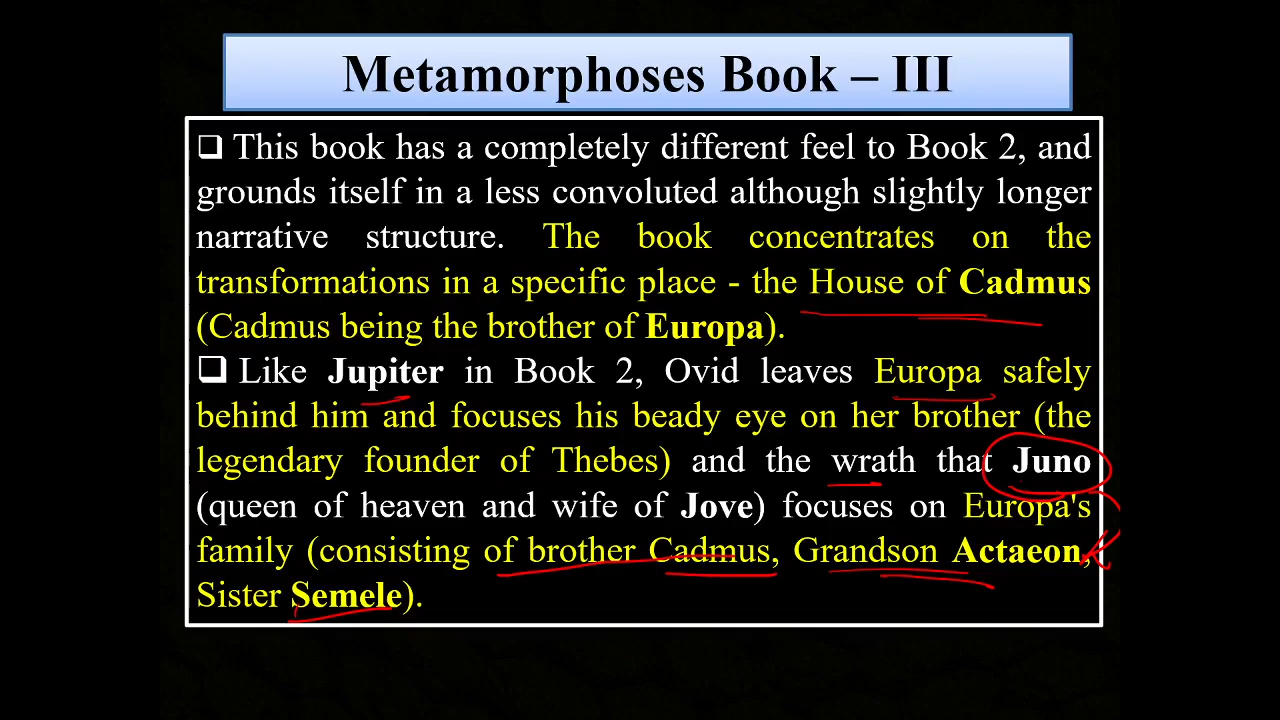 Metamorphoses Book – III
❑ This book has a completely different feel to Book 2, and
grounds itself in a less convoluted although slightly longer
narrative structure. The book concentrates on the
transformations in a specific place - the House of Cadmus
(Cadmus being the brother of Europa).
❑ Like Jupiter in Book 2, Ovid leaves Europa safely
behind him and focuses his beady eye on her brother (the
legendary founder of Thebes) and the wrath that Juno
(queen of heaven and wife of Jove) focuses on Europa's
family (consisting of brother Cadmus, Grandson Actaeon,
Sister Semele).